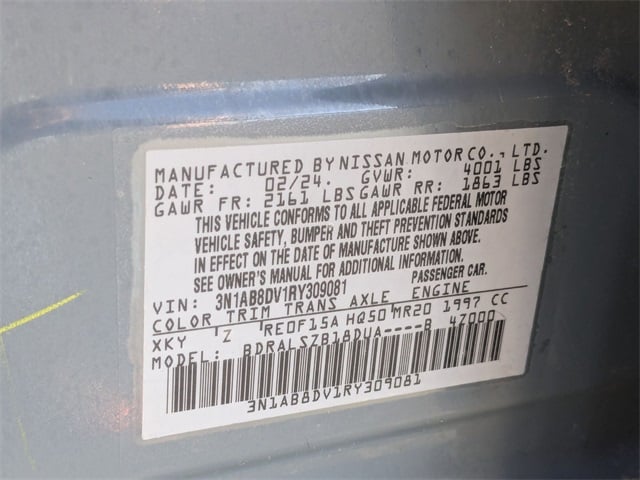 MANUFACTURED BY NISSAN MOTOR CO., LTD.
DATE: 02/24. GVWR: 4001 LBS
GAWR FR: 2161 LBS GAWR RR: 1863 LBS
THIS VEHICLE CONFORMS TO ALL APPLICABLE FEDERAL MOTOR
VEHICLE SAFETY, BUMPER AND THEFT PREVENTION STANDARDS
IN EFFECT ON THE DATE OF MANUFACTURE SHOWN ABOVE.
SEE OWNER'S MANUAL FOR ADDITIONAL INFORMATION.
VIN: 3N1AB8DV1RY309081 PASSENGER CAR.
COLOR TRIM TRANS AXLE ENGINE
XKY Z RE0F15A HQ50 MR20 1997 CC
MODEL: BDRALSZB18DUA----B 47000
3N1AB8DV1RY309081